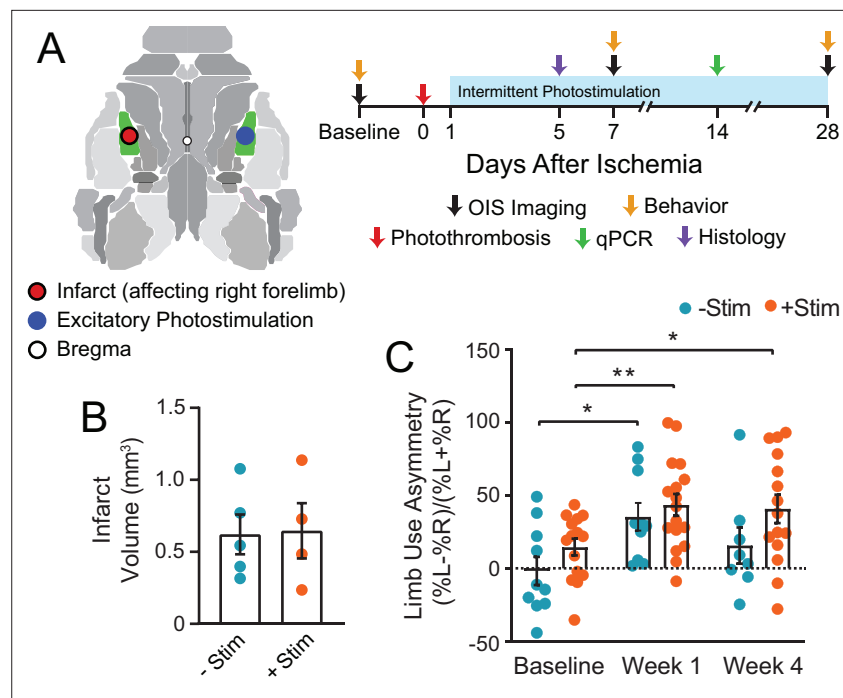 A
Baseline
0
1
5
7
14
28
Intermittent Photostimulation
Days After Ischemia
OIS Imaging
Behavior
Photothrombosis
qPCR
Histology
Infarct (affecting right forelimb)
Excitatory Photostimulation
Bregma
B
Infarct
Volume (mm³)
1.5
1.0
0.5
0
- Stim
+ Stim
C
-Stim
+Stim
Limb Use Asymmetry
(%L-%R)/(%L+%R)
150
100
50
0
-50
*
**
*
Baseline
Week 1
Week 4